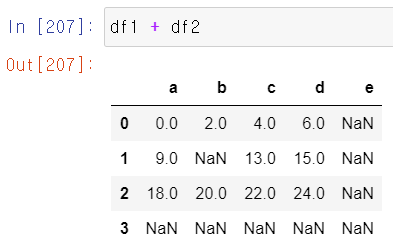 In [207]: df1 + df2
Out[207]:
a b c d e
0 0.0 2.0 4.0 6.0 NaN
1 9.0 NaN 13.0 15.0 NaN
2 18.0 20.0 22.0 24.0 NaN
3 NaN NaN NaN NaN NaN